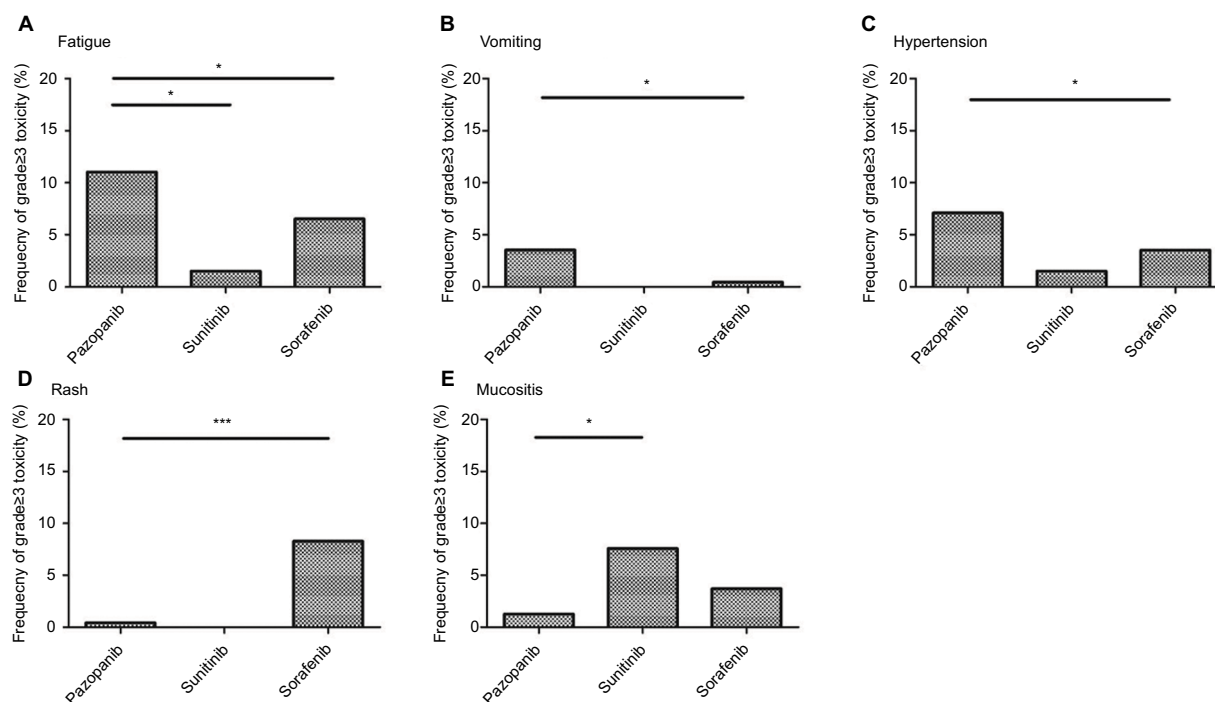 A
Fatigue
Frequecny of grade≥3 toxicity (%)
20
15
10
5
0
*
*
Pazopanib
Sunitinib
Sorafenib
B
Vomiting
Frequecny of grade≥3 toxicity (%)
20
15
10
5
0
*
Pazopanib
Sunitinib
Sorafenib
C
Hypertension
Frequecny of grade≥3 toxicity (%)
20
15
10
5
0
*
Pazopanib
Sunitinib
Sorafenib
D
Rash
Frequecny of grade≥3 toxicity (%)
20
15
10
5
0
***
Pazopanib
Sunitinib
Sorafenib
E
Mucositis
Frequecny of grade≥3 toxicity (%)
20
15
10
5
0
*
Pazopanib
Sunitinib
Sorafenib